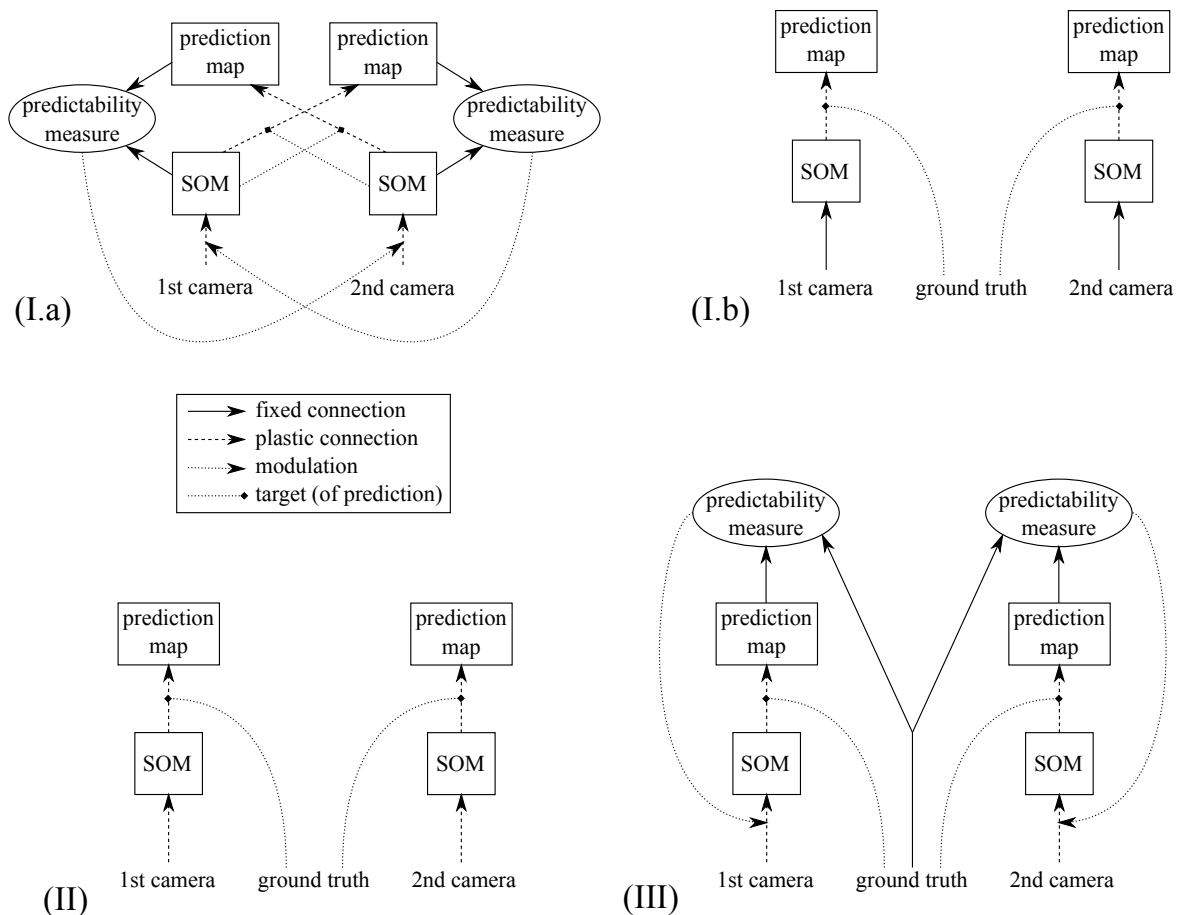 prediction
map
prediction
map
predictability
measure
predictability
measure
SOM
SOM
1st camera
2nd camera
(I.a)
prediction
map
prediction
map
SOM
SOM
1st camera
ground truth
2nd camera
(I.b)
fixed connection
plastic connection
modulation
target (of prediction)
prediction
map
prediction
map
SOM
SOM
1st camera
ground truth
2nd camera
(II)
predictability
measure
predictability
measure
prediction
map
prediction
map
SOM
SOM
1st camera
ground truth
2nd camera
(III)